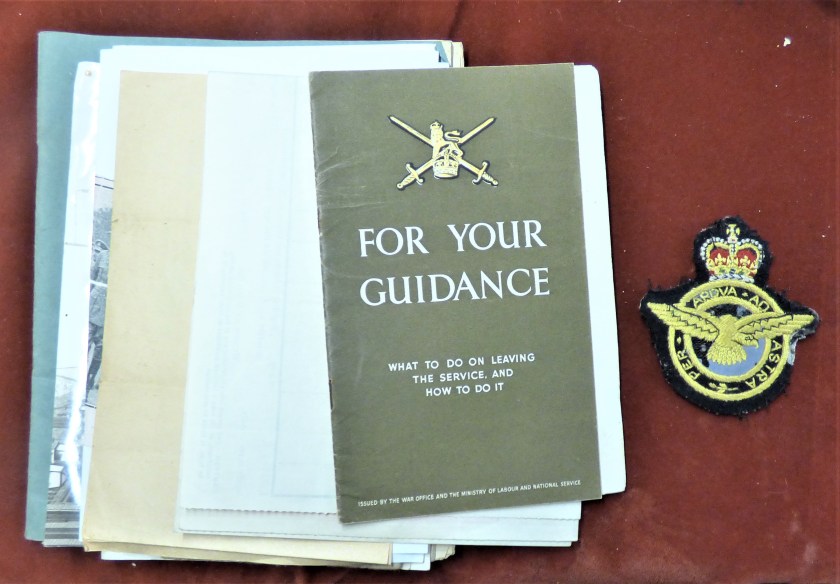 FOR YOUR
GUIDANCE
WHAT TO DO ON LEAVING
THE SERVICE, AND
HOW TO DO IT
ISSUED BY THE WAR OFFICE AND THE MINISTRY OF LABOUR AND NATIONAL SERVICE
PER · ARDVA · AD ASTRA